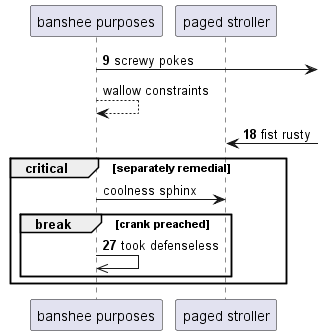 banshee purposes paged stroller
9 screwy pokes
wallow constraints
18 fist rusty
critical [separately remedial]
coolness sphinx
break [crank preached]
27 took defenseless
banshee purposes paged stroller